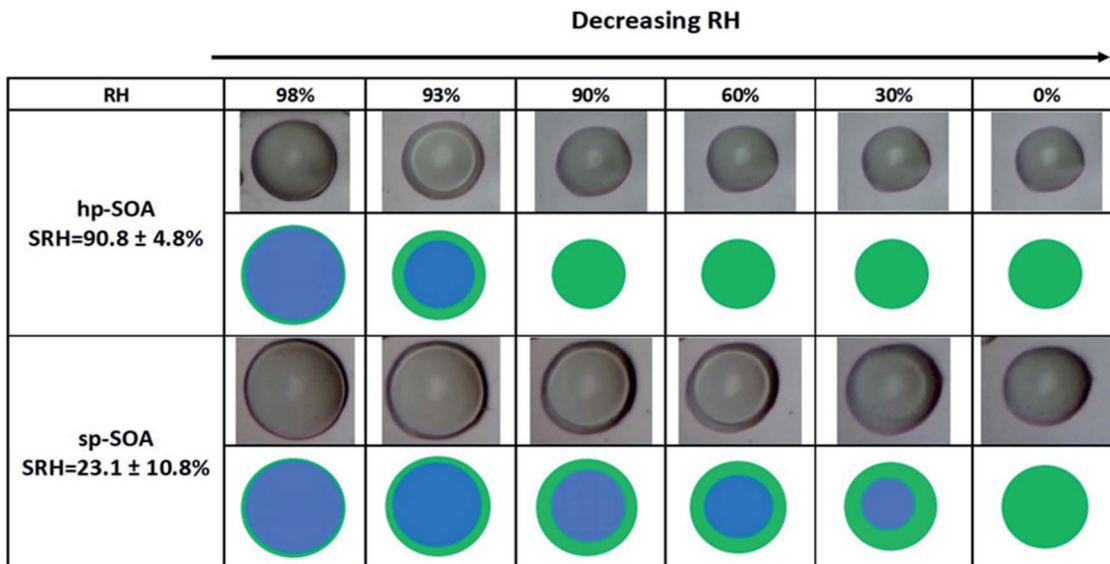 Decreasing RH
RH 98% 93% 90% 60% 30% 0%
hp-SOA
SRH=90.8 ± 4.8%
sp-SOA
SRH=23.1 ± 10.8%